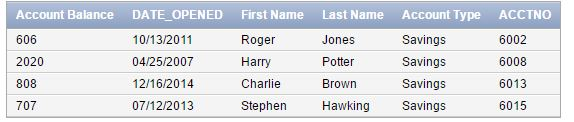 Account Balance DATE_OPENED First Name Last Name Account Type ACCTNO
606 10/13/2011 Roger Jones Savings 6002
2020 04/25/2007 Harry Potter Savings 6008
808 12/16/2014 Charlie Brown Savings 6013
707 07/12/2013 Stephen Hawking Savings 6015